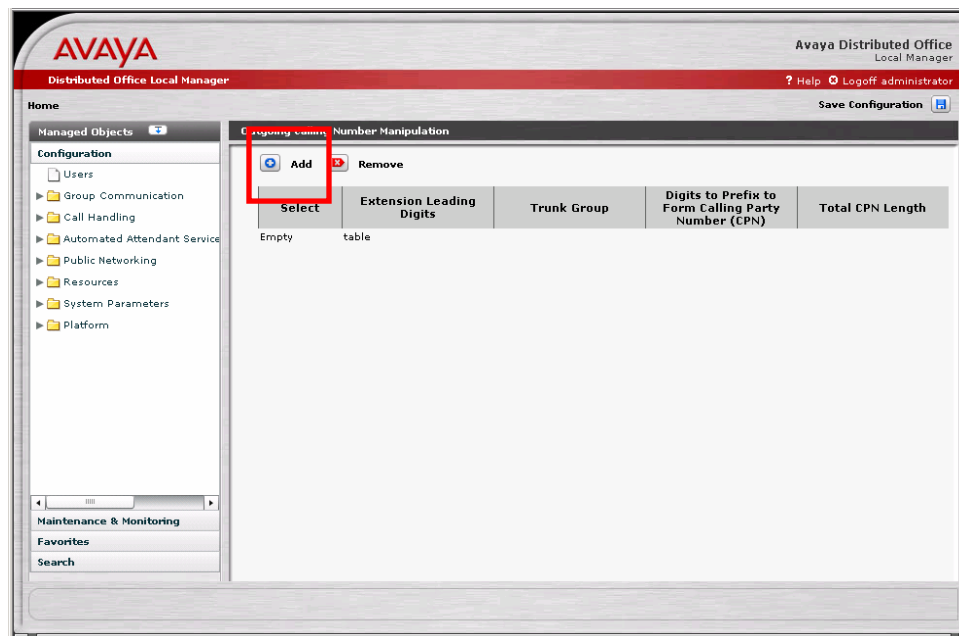 AVAYA
Avaya Distributed Office
Local Manager
Distributed Office Local Manager
? Help Logoff administrator
Home
Save Configuration
Managed Objects
Outgoing Calling Number Manipulation
Configuration
Add Remove
Users
Group Communication
Call Handling
Automated Attendant Service
Public Networking
Resources
System Parameters
Platform
Select
Extension Leading
Digits
Trunk Group
Digits to Prefix to
Form Calling Party
Number (CPN)
Total CPN Length
Empty table
Maintenance & Monitoring
Favorites
Search